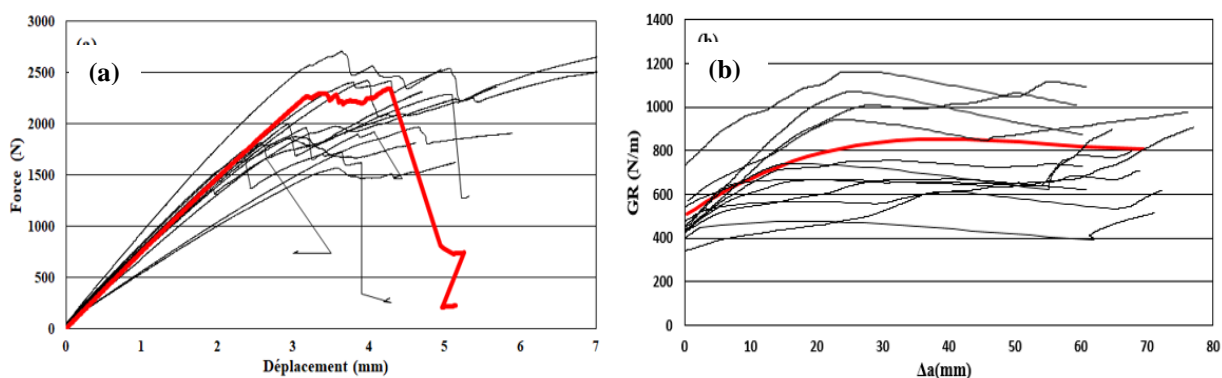 (a)
(a)
3000
2500
2000
1500
1000
500
0
Force (N)
0 1 2 3 4 5 6 7
Déplacement (mm)
(b)
(b)
1400
1200
1000
800
600
400
200
0
GR (N/m)
0 10 20 30 40 50 60 70 80
Δa(mm)